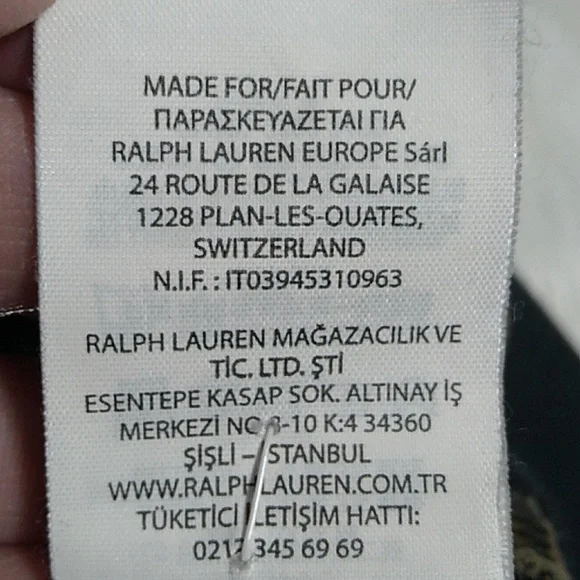 MADE FOR/FAIT POUR/
ΠΑΡΑΣΚΕΥΑΖΕΤΑΙ ΓΙΑ
RALPH LAUREN EUROPE Sárl
24 ROUTE DE LA GALAISE
1228 PLAN-LES-OUATES,
SWITZERLAND
N.I.F. : IT03945310963
RALPH LAUREN MAĞAZACILIK VE
TİC. LTD. ŞTİ
ESENTEPE KASAP SOK. ALTINAY İŞ
MERKEZİ K:4 34360
ŞİŞLİ –
WWW.RALPHLAUREN.COM.TR
TÜKETİCİ HATTI:
345 69 69